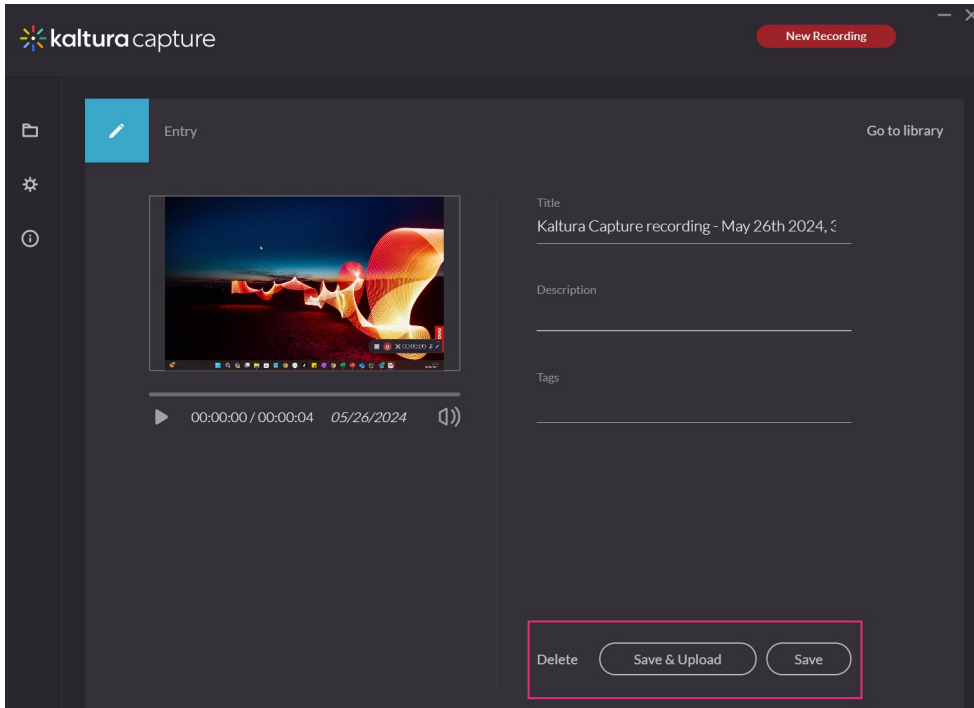 kaltura capture
New Recording
Entry
Go to library
Title
Kaltura Capture recording - May 26th 2024, 3
Description
Tags
00:00:00 / 00:00:04 05/26/2024
Delete Save & Upload Save